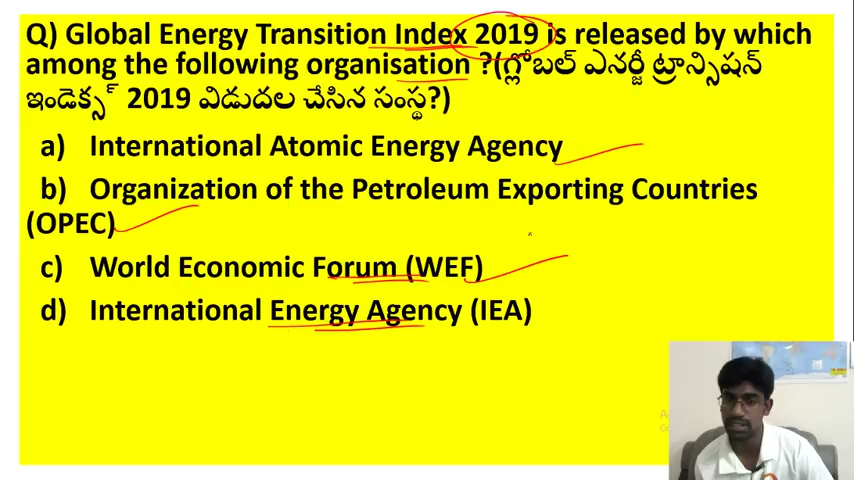 Q) Global Energy Transition Index 2019 is released by which
among the following organisation ?(గ్లోబల్ ఎనర్జీ ట్రాన్సిషన్
ఇండెక్స్ 2019 విడుదల చేసిన సంస్థ?)
a) International Atomic Energy Agency
b) Organization of the Petroleum Exporting Countries
(OPEC)
c) World Economic Forum (WEF)
d) International Energy Agency (IEA)